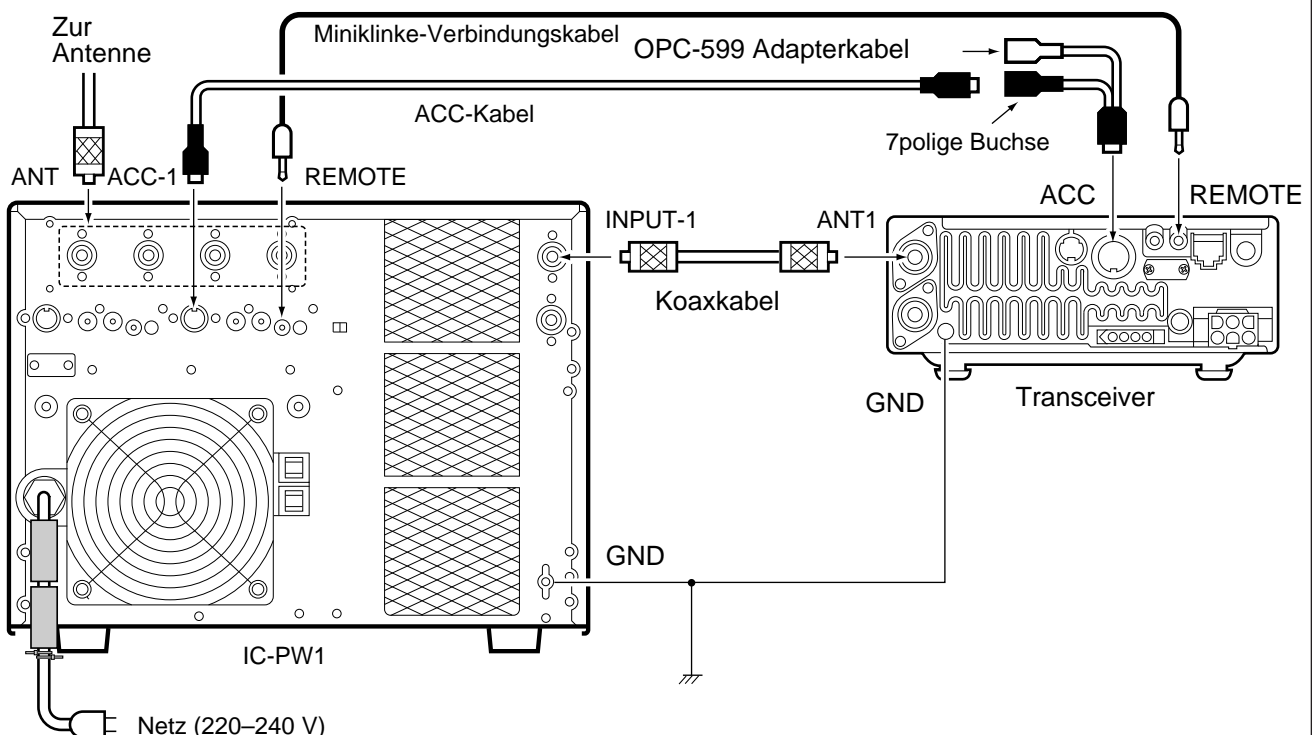 Zur
Antenne
Miniklinke-Verbindungskabel
OPC-599 Adapterkabel
ACC-Kabel
7polige Buchse
ANT
ACC-1
REMOTE
ACC
REMOTE
INPUT-1
ANT1
Koaxkabel
GND
Transceiver
GND
IC-PW1
Netz (220–240 V)